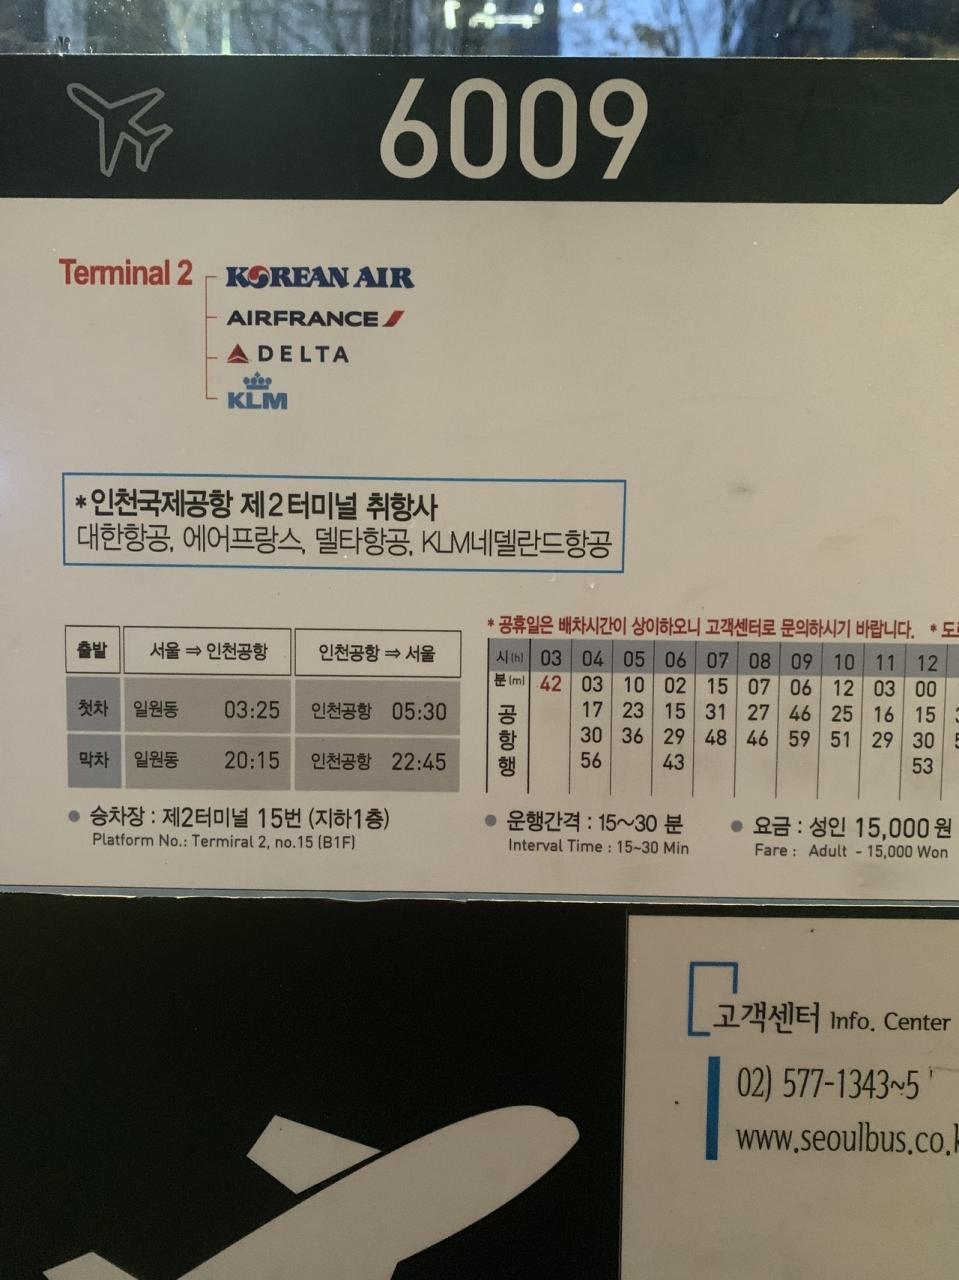 6009
Terminal 2
KOREAN AIR
AIRFRANCE
DELTA
KLM
*인천국제공항 제2터미널 취항사
대한항공, 에어프랑스, 델타항공, KLM네델란드항공
출발 서울 ⇒ 인천공항 인천공항 ⇒ 서울
첫차 일원동 03:25 인천공항 05:30
막차 일원동 20:15 인천공항 22:45
* 공휴일은 배차시간이 상이하오니 고객센터로 문의하시기 바랍니다. *
시(h) 03 04 05 06 07 08 09 10 11 12
분(m) 42 03 10 02 15 07 06 12 03 00
공 17 23 15 31 27 46 25 16 15
항 30 36 29 48 46 59 51 29 30
행 56 43 53
승차장 : 제2터미널 15번 (지하1층)
Platform No.: Termiral 2, no.15 (B1F)
운행간격 : 15~30 분
Interval Time : 15~30 Min
요금 : 성인 15,000원
Fare : Adult - 15,000 Won
고객센터 Info. Center
02) 577-1343~5
www.seoulbus.co.k